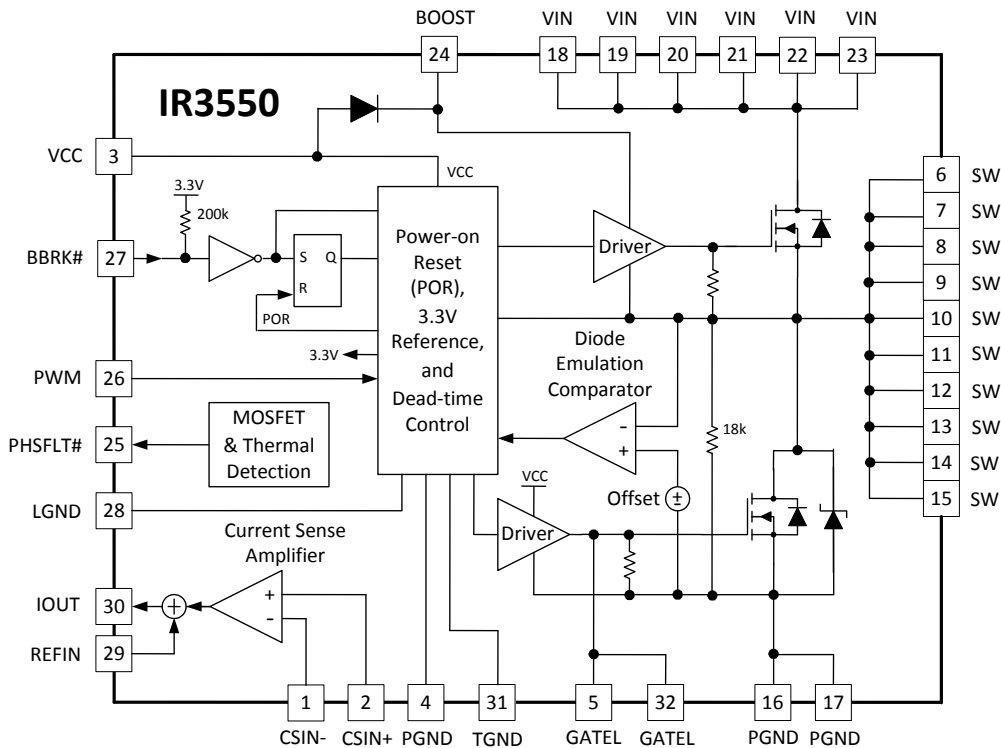 BOOST
VIN VIN VIN VIN VIN VIN
24 18 19 20 21 22 23
IR3550
VCC 3
VCC
3.3V
200k
BBRK# 27
S Q
R
POR
3.3V
Power-on
Reset
(POR),
3.3V
Reference,
and
Dead-time
Control
Driver
6 SW
7 SW
8 SW
9 SW
10 SW
11 SW
12 SW
13 SW
14 SW
15 SW
PWM 26
Diode
Emulation
Comparator
-
+
18k
PHSFLT# 25
MOSFET
& Thermal
Detection
Offset
±
LGND 28
VCC
Driver
Current Sense
Amplifier
+
-
IOUT 30
+
REFIN 29
1 2 4 31 5 32 16 17
CSIN- CSIN+ PGND TGND GATEL GATEL PGND PGND